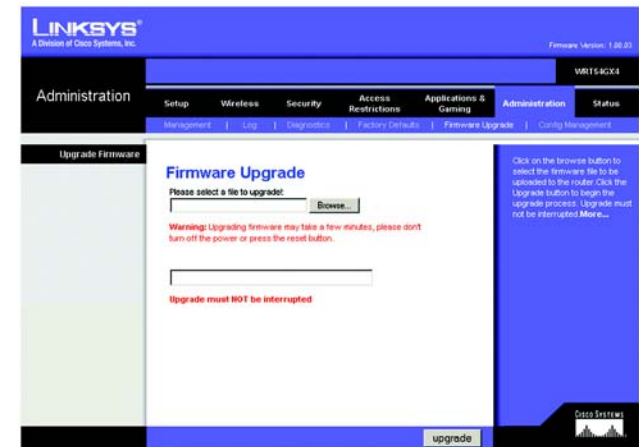 LINKSYS®
A Division of Cisco Systems, Inc.
Firmware Version: 1.00.03
WRT54GX4
Administration
Setup
Wireless
Security
Access Restrictions
Applications & Gaming
Administration
Status
Management | Log | Diagnostics | Factory Defaults | Firmware Upgrade | Config Management
Upgrade Firmware
Firmware Upgrade
Please select a file to upgrade:
Browse...
Warning: Upgrading firmware may take a few minutes, please don't
turn off the power or press the reset button.
Upgrade must NOT be interrupted
Click on the browse button to
select the firmware file to be
uploaded to the router.Click the
Upgrade button to begin the
upgrade process. Upgrade must
not be interrupted.More...
upgrade
CISCO SYSTEMS